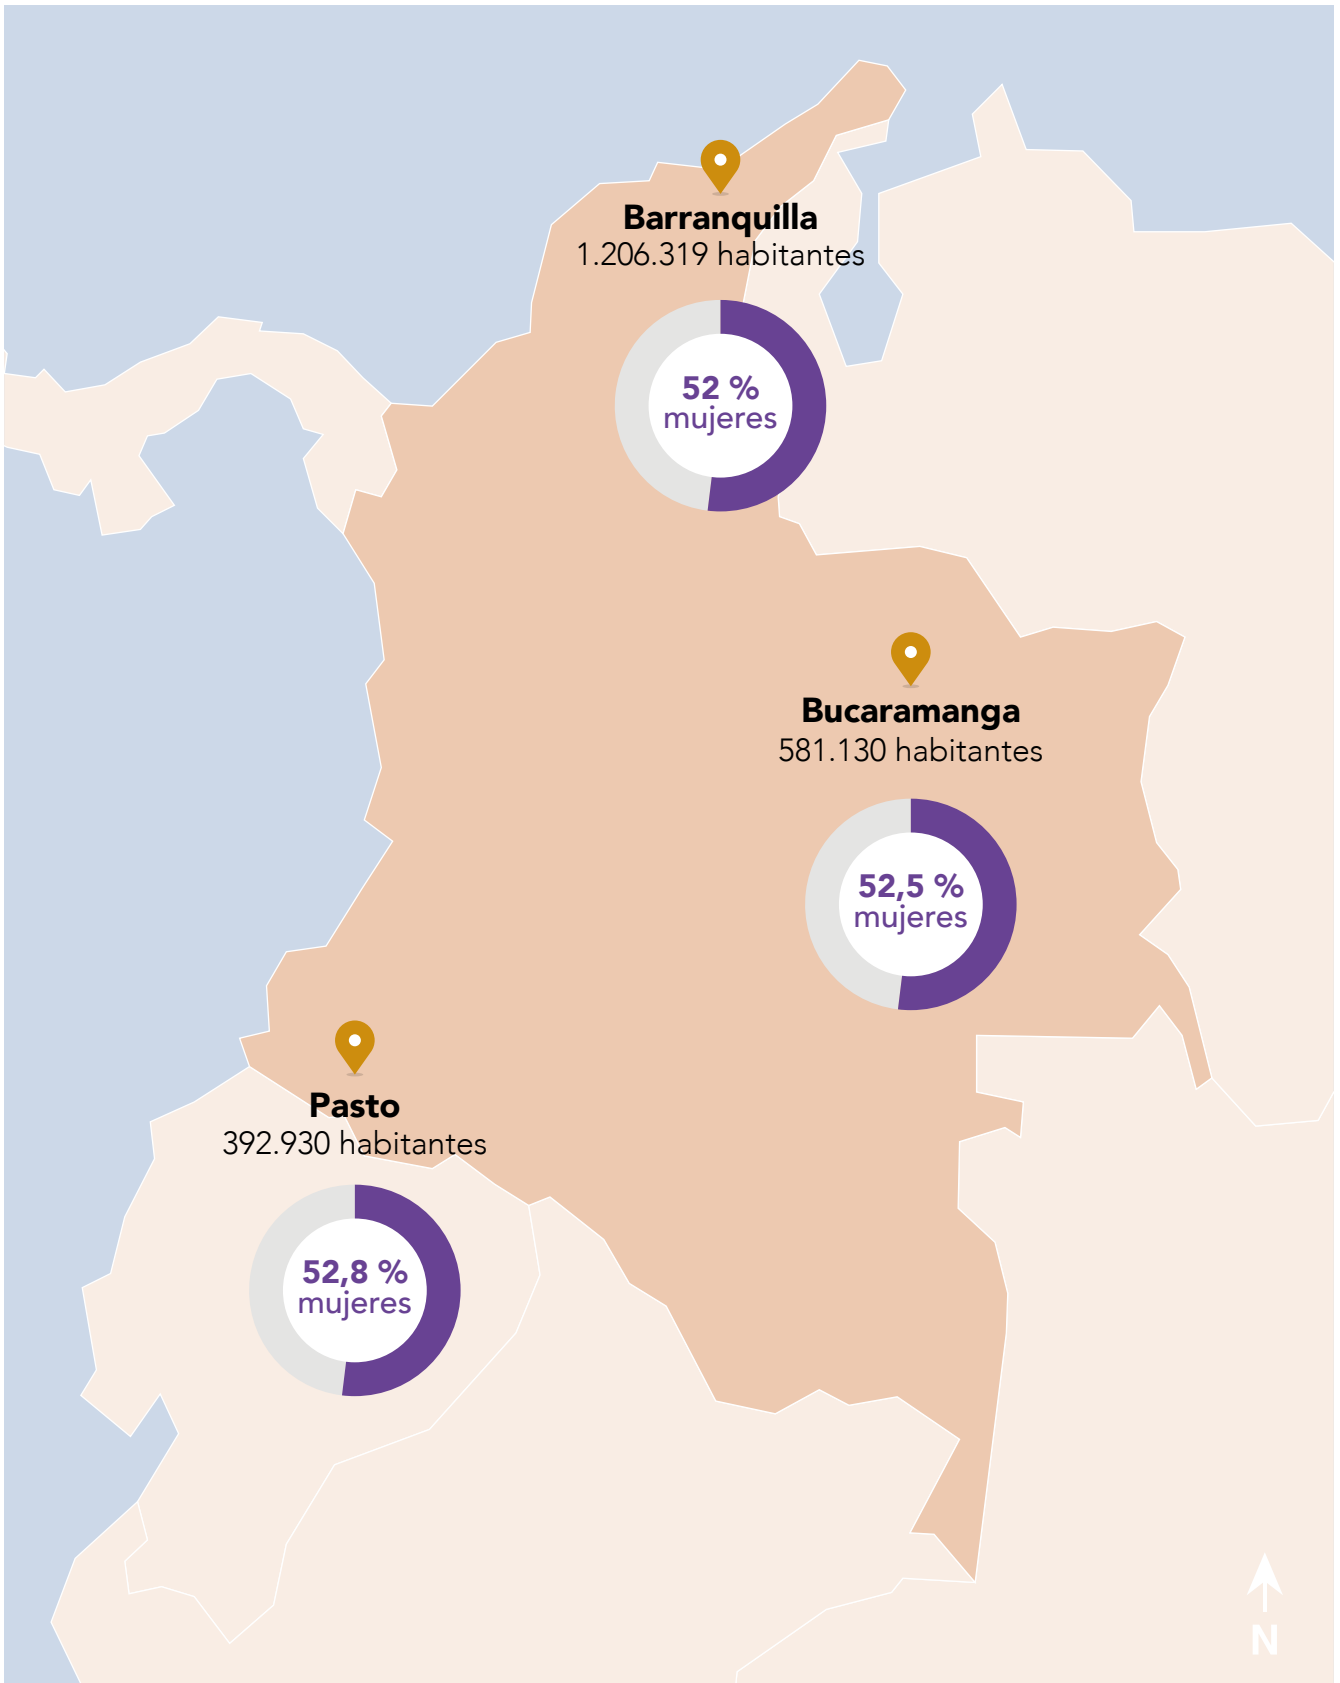 Barranquilla
1.206.319 habitantes
52 %
mujeres
Bucaramanga
581.130 habitantes
52,5 %
mujeres
Pasto
392.930 habitantes
52,8 %
mujeres
N